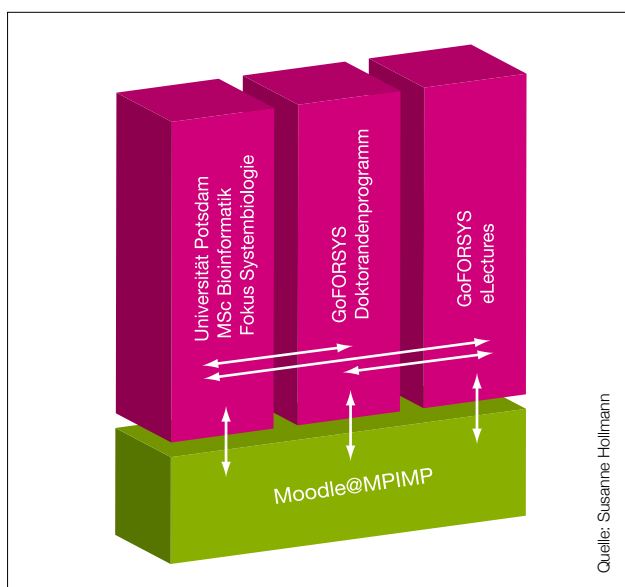 Universität Potsdam
MSc Bioinformatik
Fokus Systembiologie
GoFORSYS
Doktorandenprogramm
GoFORSYS
eLectures
Moodle@MPIMP
Quelle: Susanne Hollmann